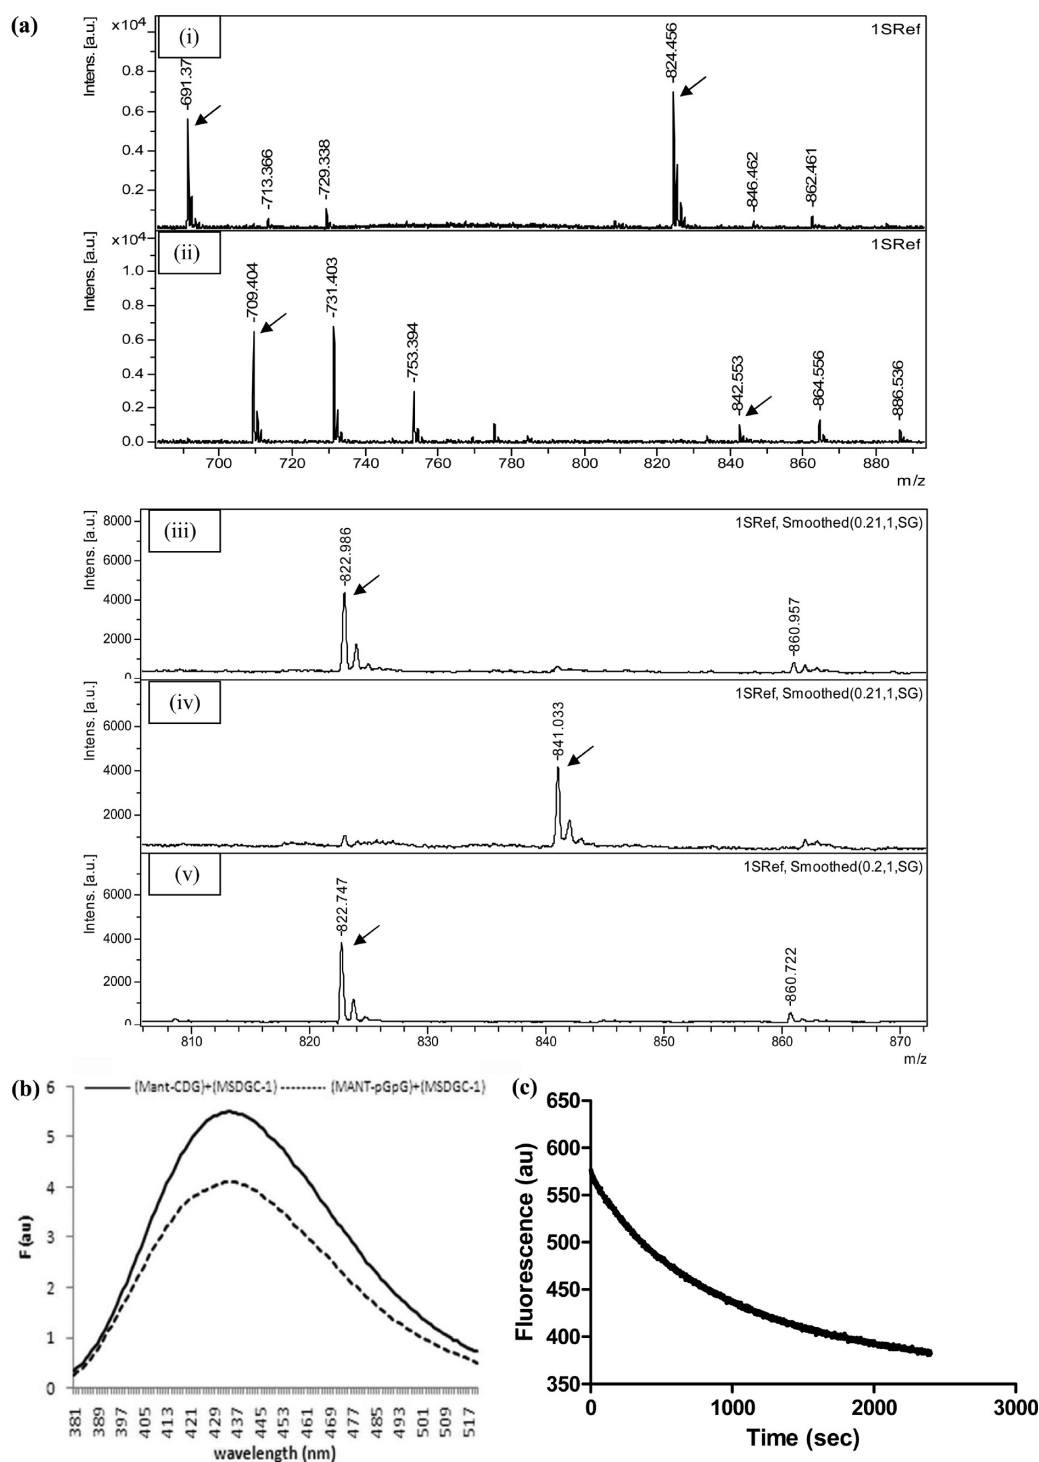 (a)
(i)
1SRef
Intens. [a.u.]
x10⁴
0.8
0.6
0.4
0.2
691.37
713.366
729.338
824.456
846.462
862.461
(ii)
1SRef
Intens. [a.u.]
x10⁴
1.0
0.8
0.6
0.4
0.2
0.0
709.404
731.403
753.394
842.553
864.556
886.536
700 720 740 760 780 800 820 840 860 880
m/z
(iii)
1SRef, Smoothed(0.21,1,SG)
Intens. [a.u.]
8000
6000
4000
2000
0
822.986
860.957
(iv)
1SRef, Smoothed(0.21,1,SG)
Intens. [a.u.]
6000
4000
2000
0
841.033
(v)
1SRef, Smoothed(0.2,1,SG)
Intens. [a.u.]
6000
4000
2000
0
822.747
860.722
810 820 830 840 850 860 870
m/z
(b)
(Mant-CDG)+(MSDGC-1) (MANT-pGpG)+(MSDGC-1)
F (au)
6
5
4
3
2
1
0
381 389 397 405 413 421 429 437 445 453 461 469 477 485 493 501 509 517
wavelength (nm)
(c)
Fluorescence (au)
650
600
550
500
450
400
350
0 1000 2000 3000
Time (sec)